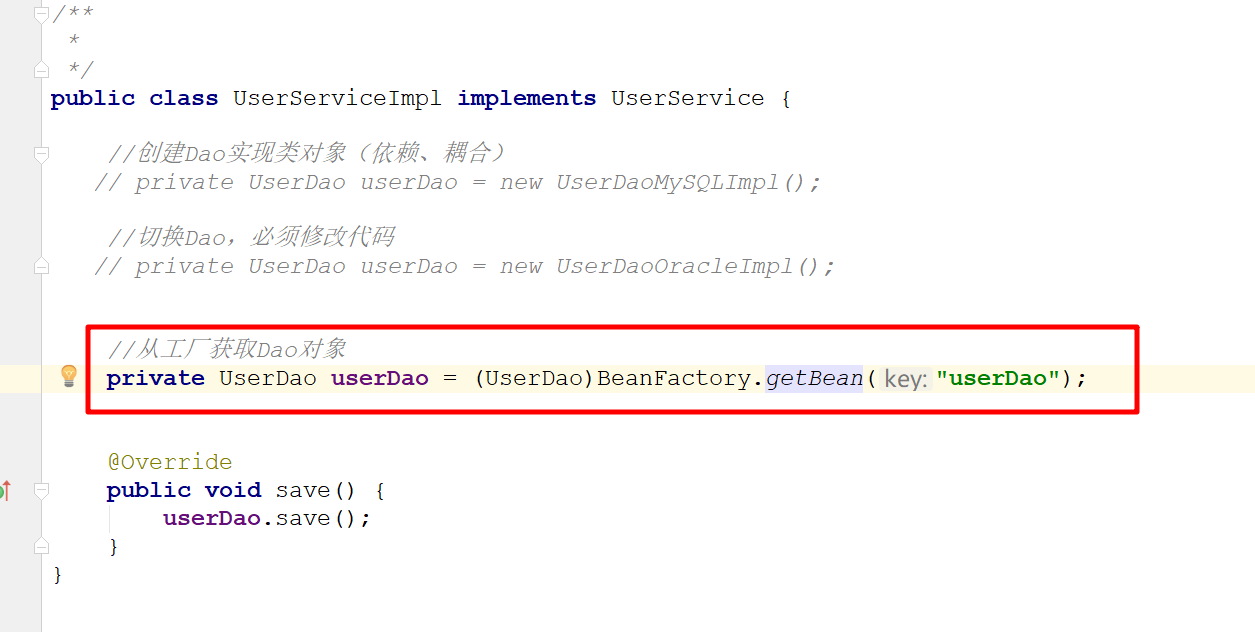 /**
*
*/
public class UserServiceImpl implements UserService {
//创建Dao实现类对象（依赖、耦合）
// private UserDao userDao = new UserDaoMySQLImpl();
//切换Dao，必须修改代码
// private UserDao userDao = new UserDaoOracleImpl();
//从工厂获取Dao对象
private UserDao userDao = (UserDao)BeanFactory.getBean( key: "userDao");
@Override
public void save() {
userDao.save();
}
}